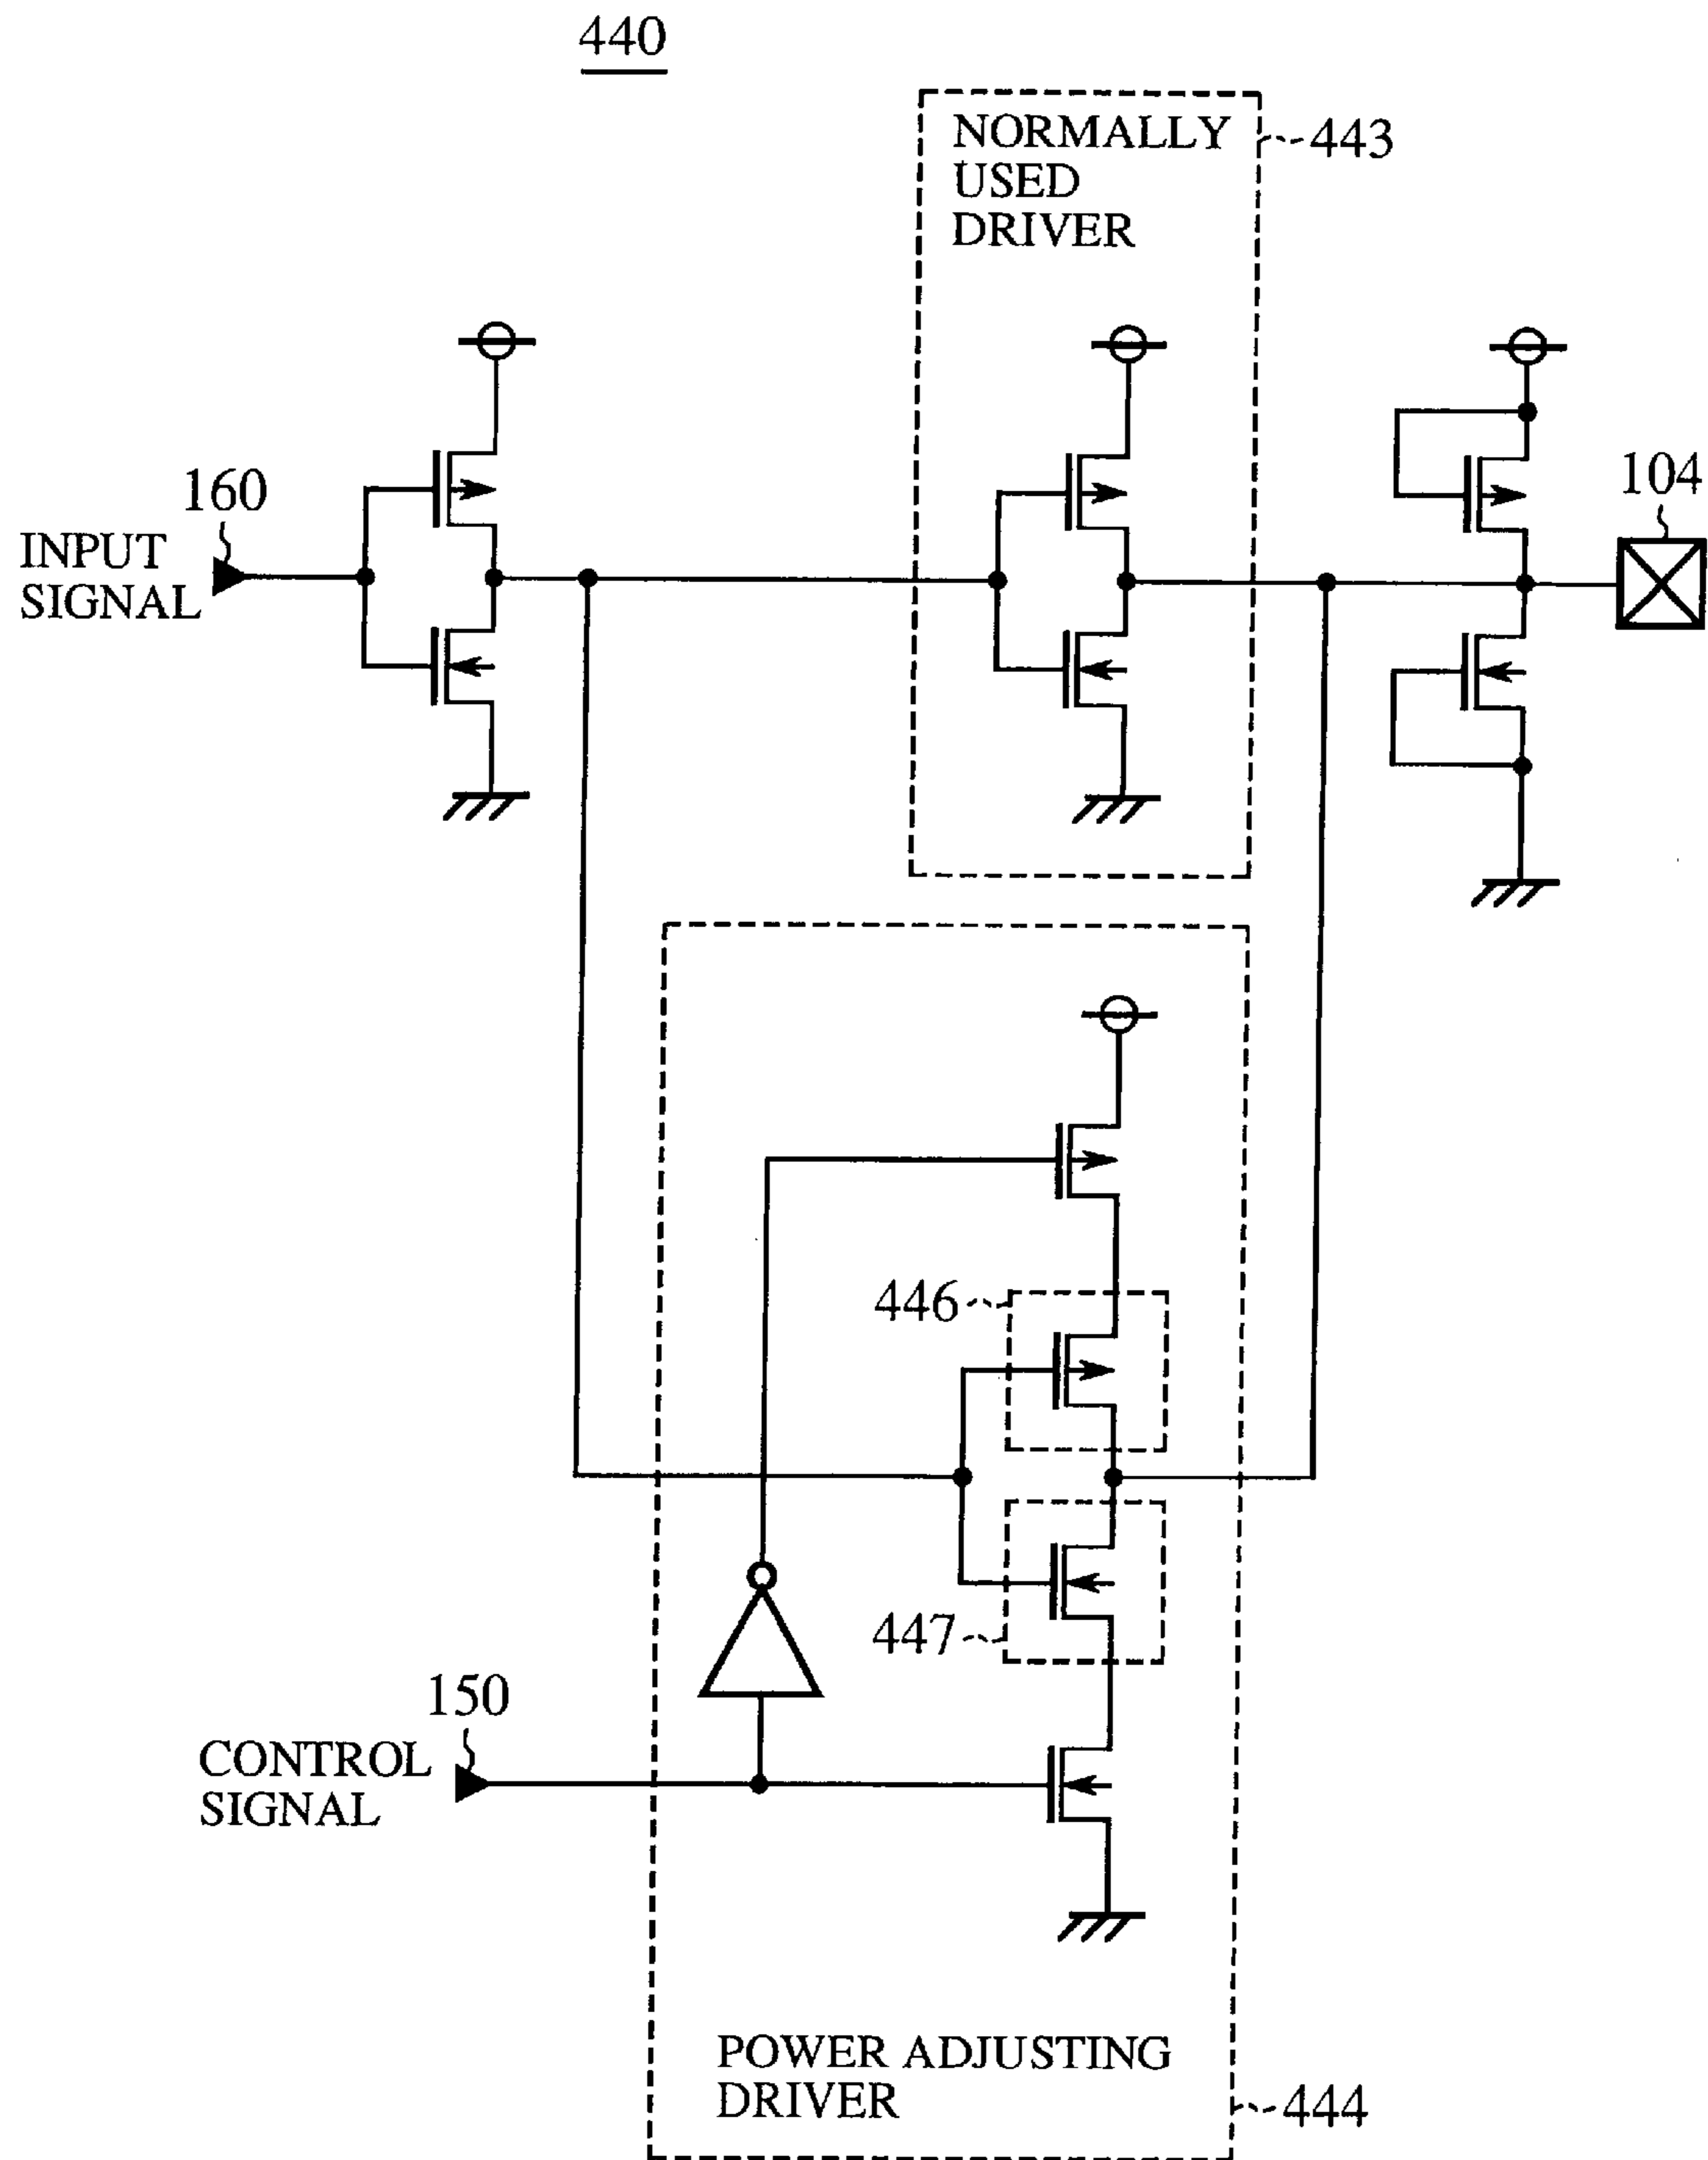 440
NORMALLY
USED
DRIVER
443
160
INPUT
SIGNAL
104
446
447
150
CONTROL
SIGNAL
POWER ADJUSTING
DRIVER
444